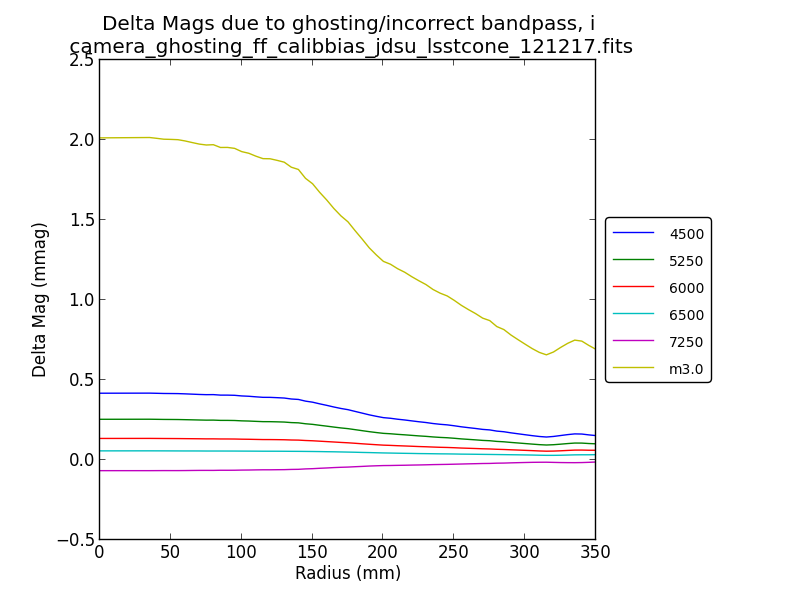 Delta Mags due to ghosting/incorrect bandpass, i
camera_ghosting_ff_calibbias_jdsu_lsstcone_121217.fits
2.5
2.0
1.5
1.0
0.5
0.0
−0.5
Delta Mag (mmag)
0 50 100 150 200 250 300 350
Radius (mm)
4500
5250
6000
6500
7250
m3.0